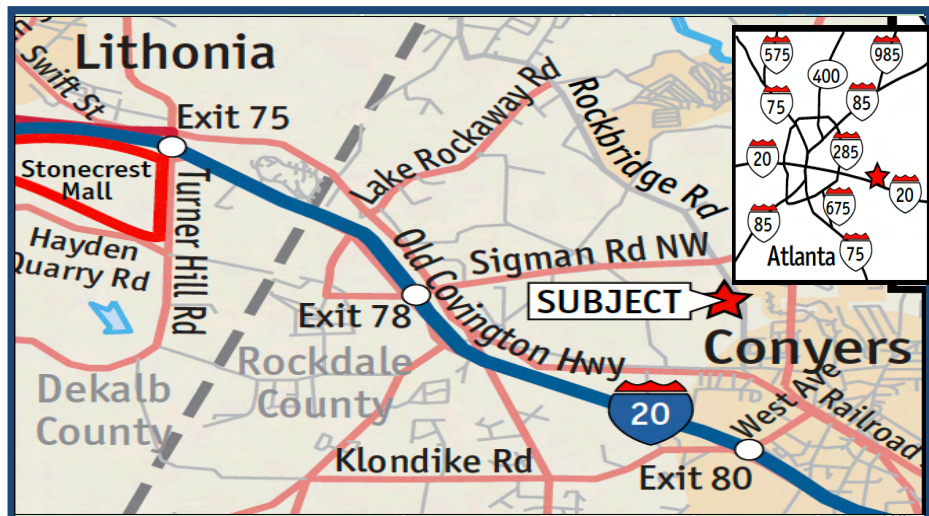 Lithonia
Swift St
Exit 75
Stonecrest
Mall
Turner Hill Rd
Hayden
Quarry Rd
Lake Rockaway Rd
Rockbridge Rd
Old Covington Hwy
Sigman Rd NW
Exit 78
SUBJECT
Conyers
Rockdale
County
Dekalb
County
20
West Ave
Railroad
Klondike Rd
Exit 80
575
985
400
75
85
20
285
20
675
85
75
Atlanta